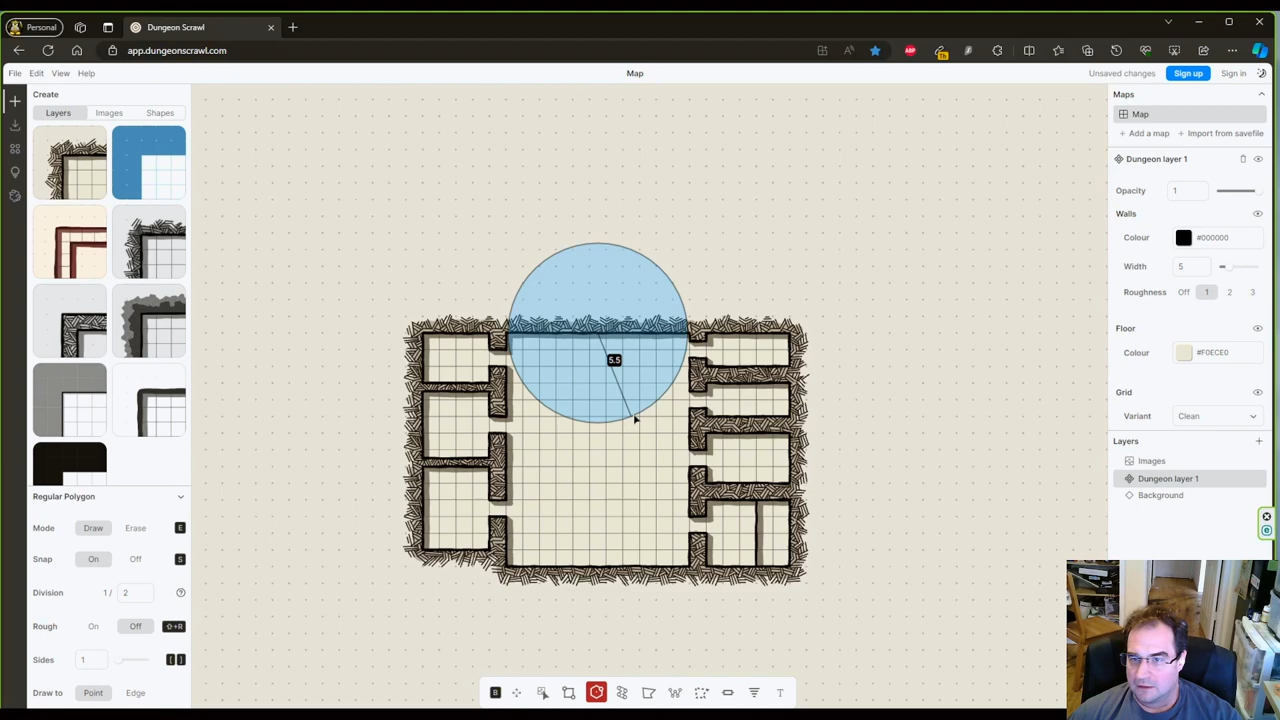 Personal
Dungeon Scrawl
app.dungeonscrawl.com
File Edit View Help
Map
Unsaved changes
Sign up
Sign in
Create
Layers Images Shapes
Maps
Map
+ Add a map + Import from savefile
Dungeon layer 1
Opacity 1
Walls
Colour #000000
Width 5
Roughness Off 1 2 3
Floor
Colour #F0ECE0
Grid
Variant Clean
Layers
Images
Dungeon layer 1
Background
5.5
Regular Polygon
Mode Draw Erase E
Snap On Off S
Division 1 / 2
Rough On Off ⇧+R
Sides 1 [ ]
Draw to Point Edge
B
T